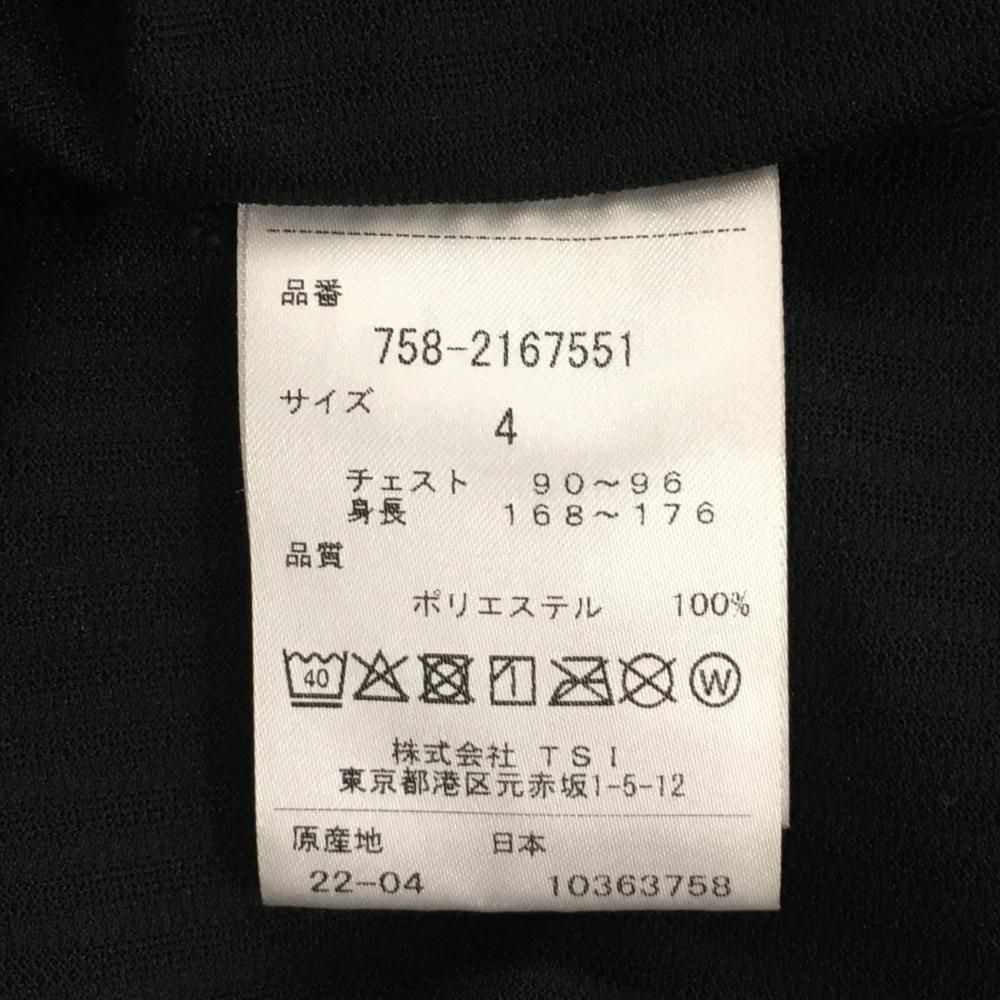 品番
758-2167551
サイズ
4
チェスト 90～96
身長 168～176
品質
ポリエステル 100%
40 W
株式会社 TSI
東京都港区元赤坂1-5-12
原産地 日本
22-04 10363758